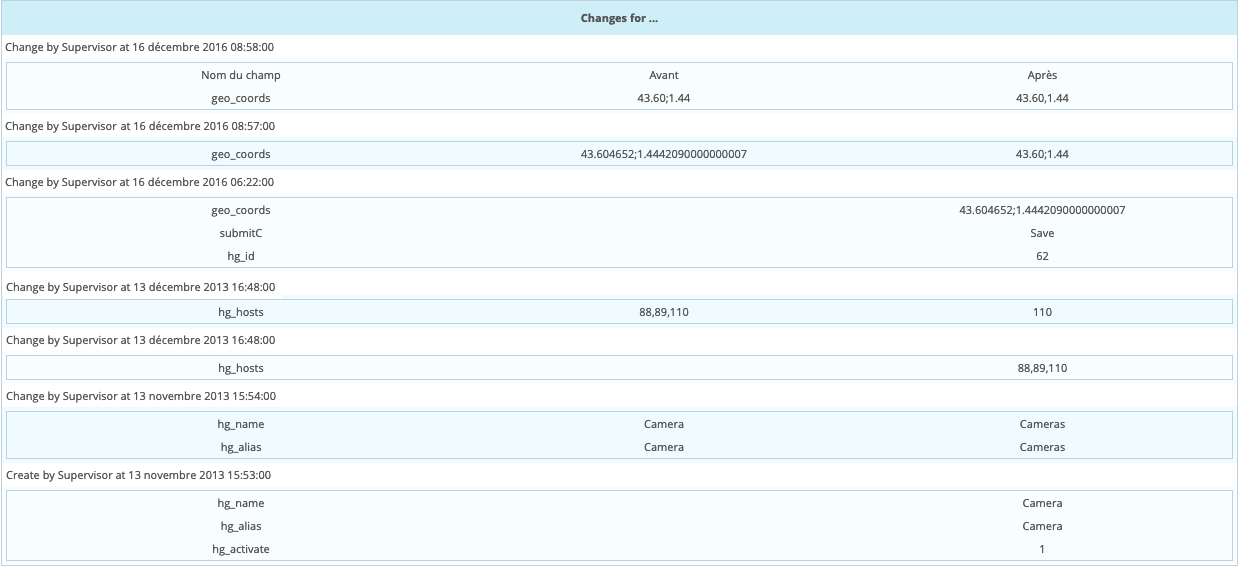 Changes for ...
Change by Supervisor at 16 décembre 2016 08:58:00
Nom du champ Avant Après
geo_coords 43.60;1.44 43.60,1.44
Change by Supervisor at 16 décembre 2016 08:57:00
geo_coords 43.604652;1.4442090000000007 43.60;1.44
Change by Supervisor at 16 décembre 2016 06:22:00
geo_coords 43.604652;1.4442090000000007
submitC Save
hg_id 62
Change by Supervisor at 13 décembre 2013 16:48:00
hg_hosts 88,89,110 110
Change by Supervisor at 13 décembre 2013 16:48:00
hg_hosts 88,89,110
Change by Supervisor at 13 novembre 2013 15:54:00
hg_name Camera Cameras
hg_alias Camera Cameras
Create by Supervisor at 13 novembre 2013 15:53:00
hg_name Camera
hg_alias Camera
hg_activate 1